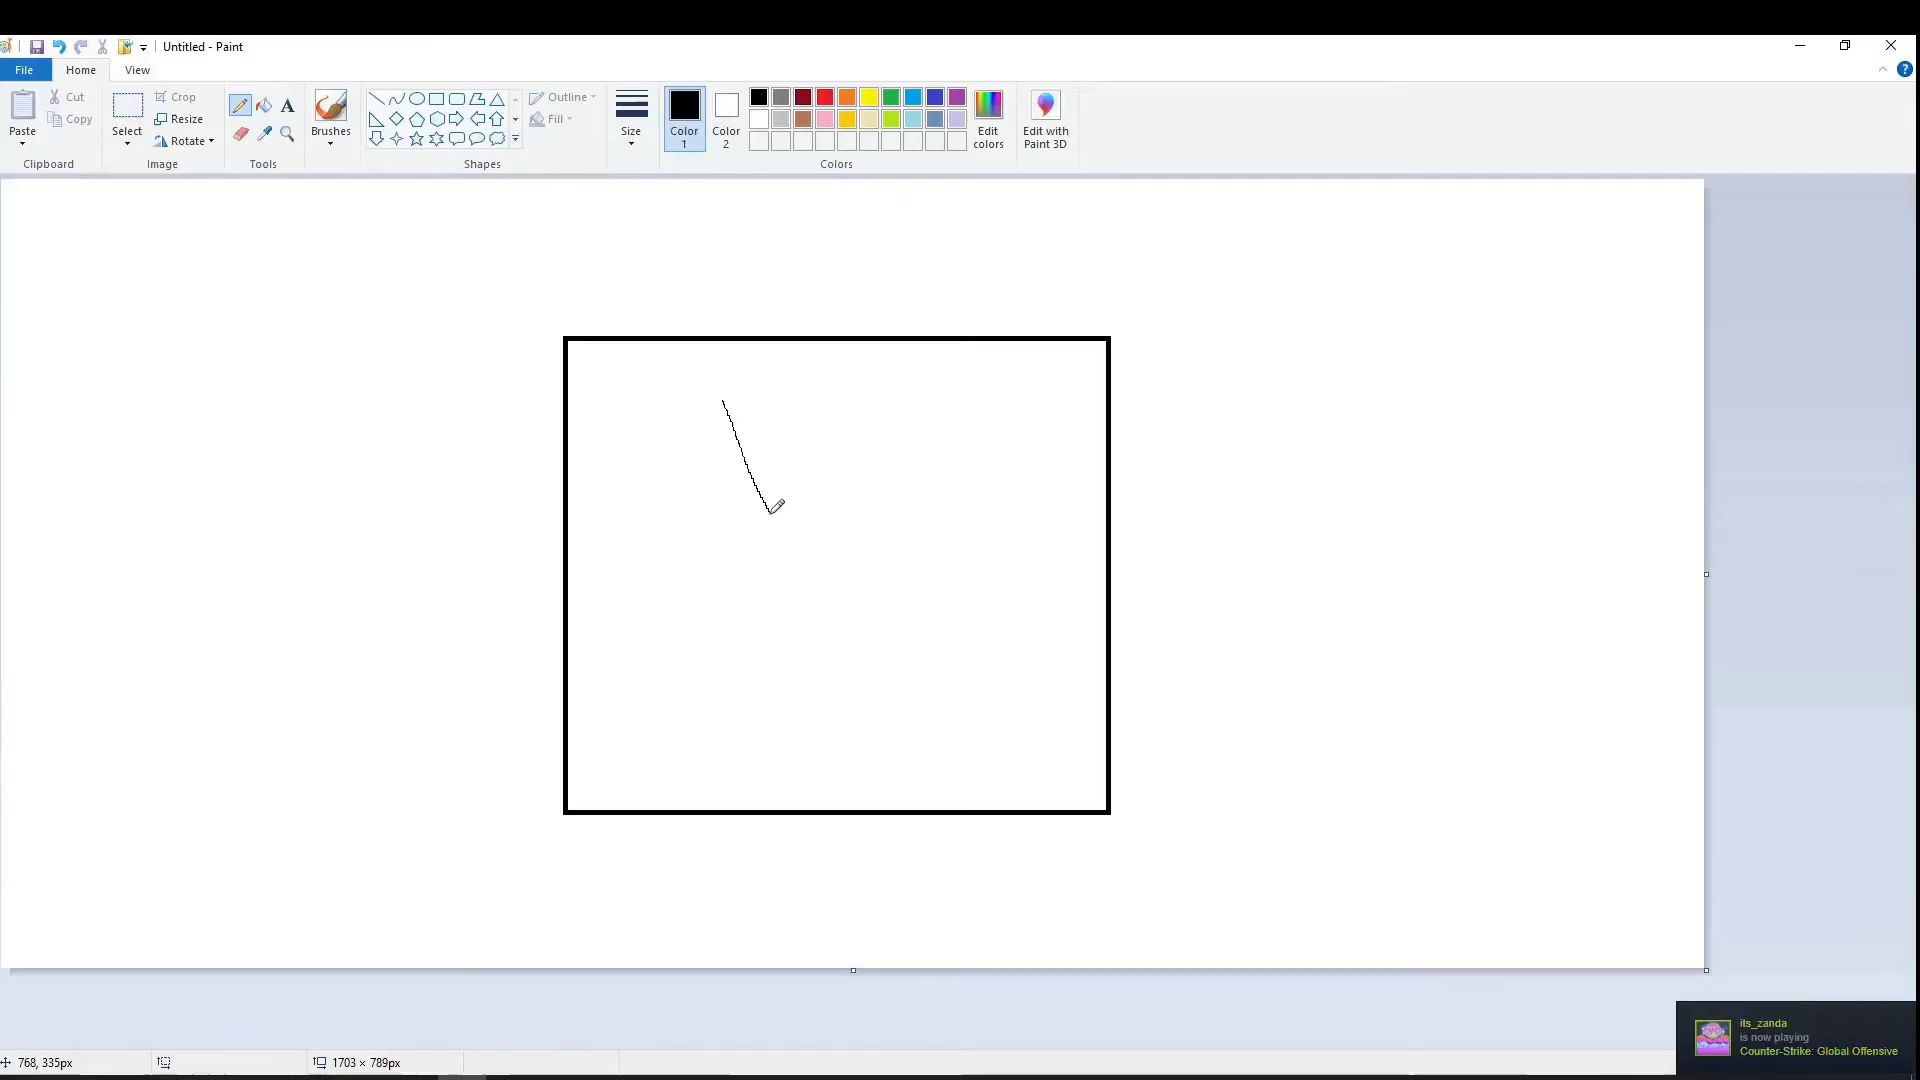 Untitled - Paint
File Home View
Paste
Cut
Copy
Clipboard
Select
Crop
Resize
Rotate
Image
A
Tools
Brushes
Shapes
Outline
Fill
Size
Color 1
Color 2
Colors
Edit colors
Edit with Paint 3D
?
its_zanda
is now playing
Counter-Strike: Global Offensive
768, 335px
1703 × 789px